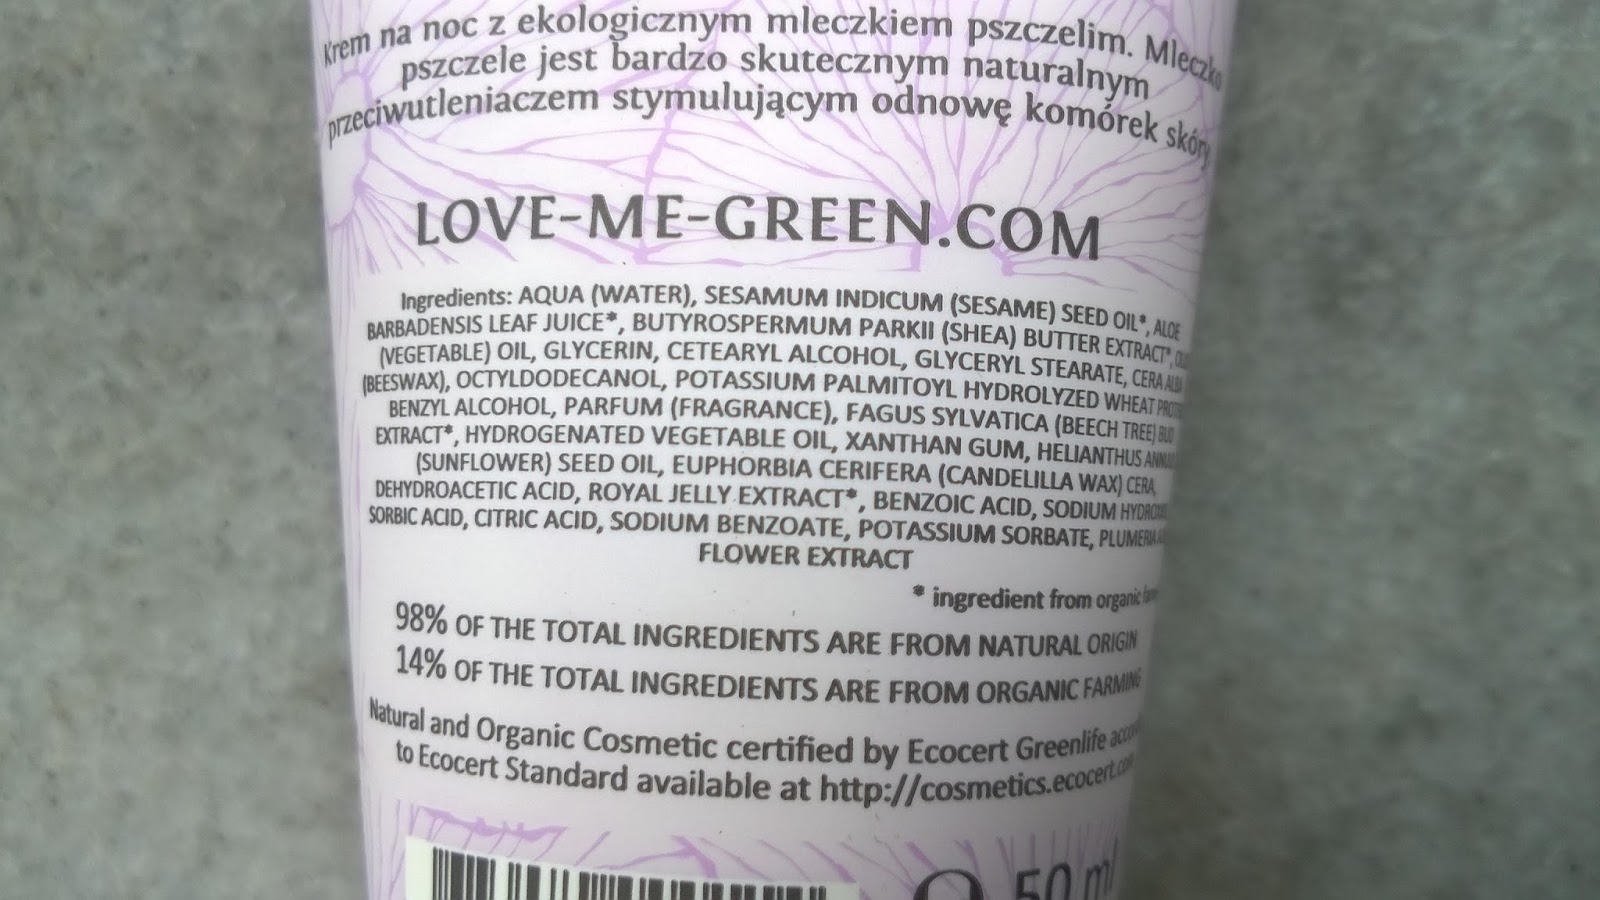 Krem na noc z ekologicznym mleczkiem pszczelim. Mleczko
pszczele jest bardzo skutecznym naturalnym
przeciwutleniaczem stymulującym odnowę komórek skóry
LOVE-ME-GREEN.COM
Ingredients: AQUA (WATER), SESAMUM INDICUM (SESAME) SEED OIL*, ALOE
BARBADENSIS LEAF JUICE*, BUTYROSPERMUM PARKII (SHEA) BUTTER EXTRACT*,
(VEGETABLE) OIL, GLYCERIN, CETEARYL ALCOHOL, GLYCERYL STEARATE, CERA ALBA
(BEESWAX), OCTYLDODECANOL, POTASSIUM PALMITOYL HYDROLYZED WHEAT
BENZYL ALCOHOL, PARFUM (FRAGRANCE), FAGUS SYLVATICA (BEECH TREE) BUD
EXTRACT*, HYDROGENATED VEGETABLE OIL, XANTHAN GUM, HELIANTHUS
(SUNFLOWER) SEED OIL, EUPHORBIA CERIFERA (CANDELILLA WAX) CERA,
DEHYDROACETIC ACID, ROYAL JELLY EXTRACT*, BENZOIC ACID, SODIUM
SORBIC ACID, CITRIC ACID, SODIUM BENZOATE, POTASSIUM SORBATE, PLUMERIA
FLOWER EXTRACT
* ingredient from organic
98% OF THE TOTAL INGREDIENTS ARE FROM NATURAL ORIGIN
14% OF THE TOTAL INGREDIENTS ARE FROM ORGANIC FARMING
Natural and Organic Cosmetic certified by Ecocert Greenlife
to Ecocert Standard available at http://cosmetics.ecocert.com
50 ml